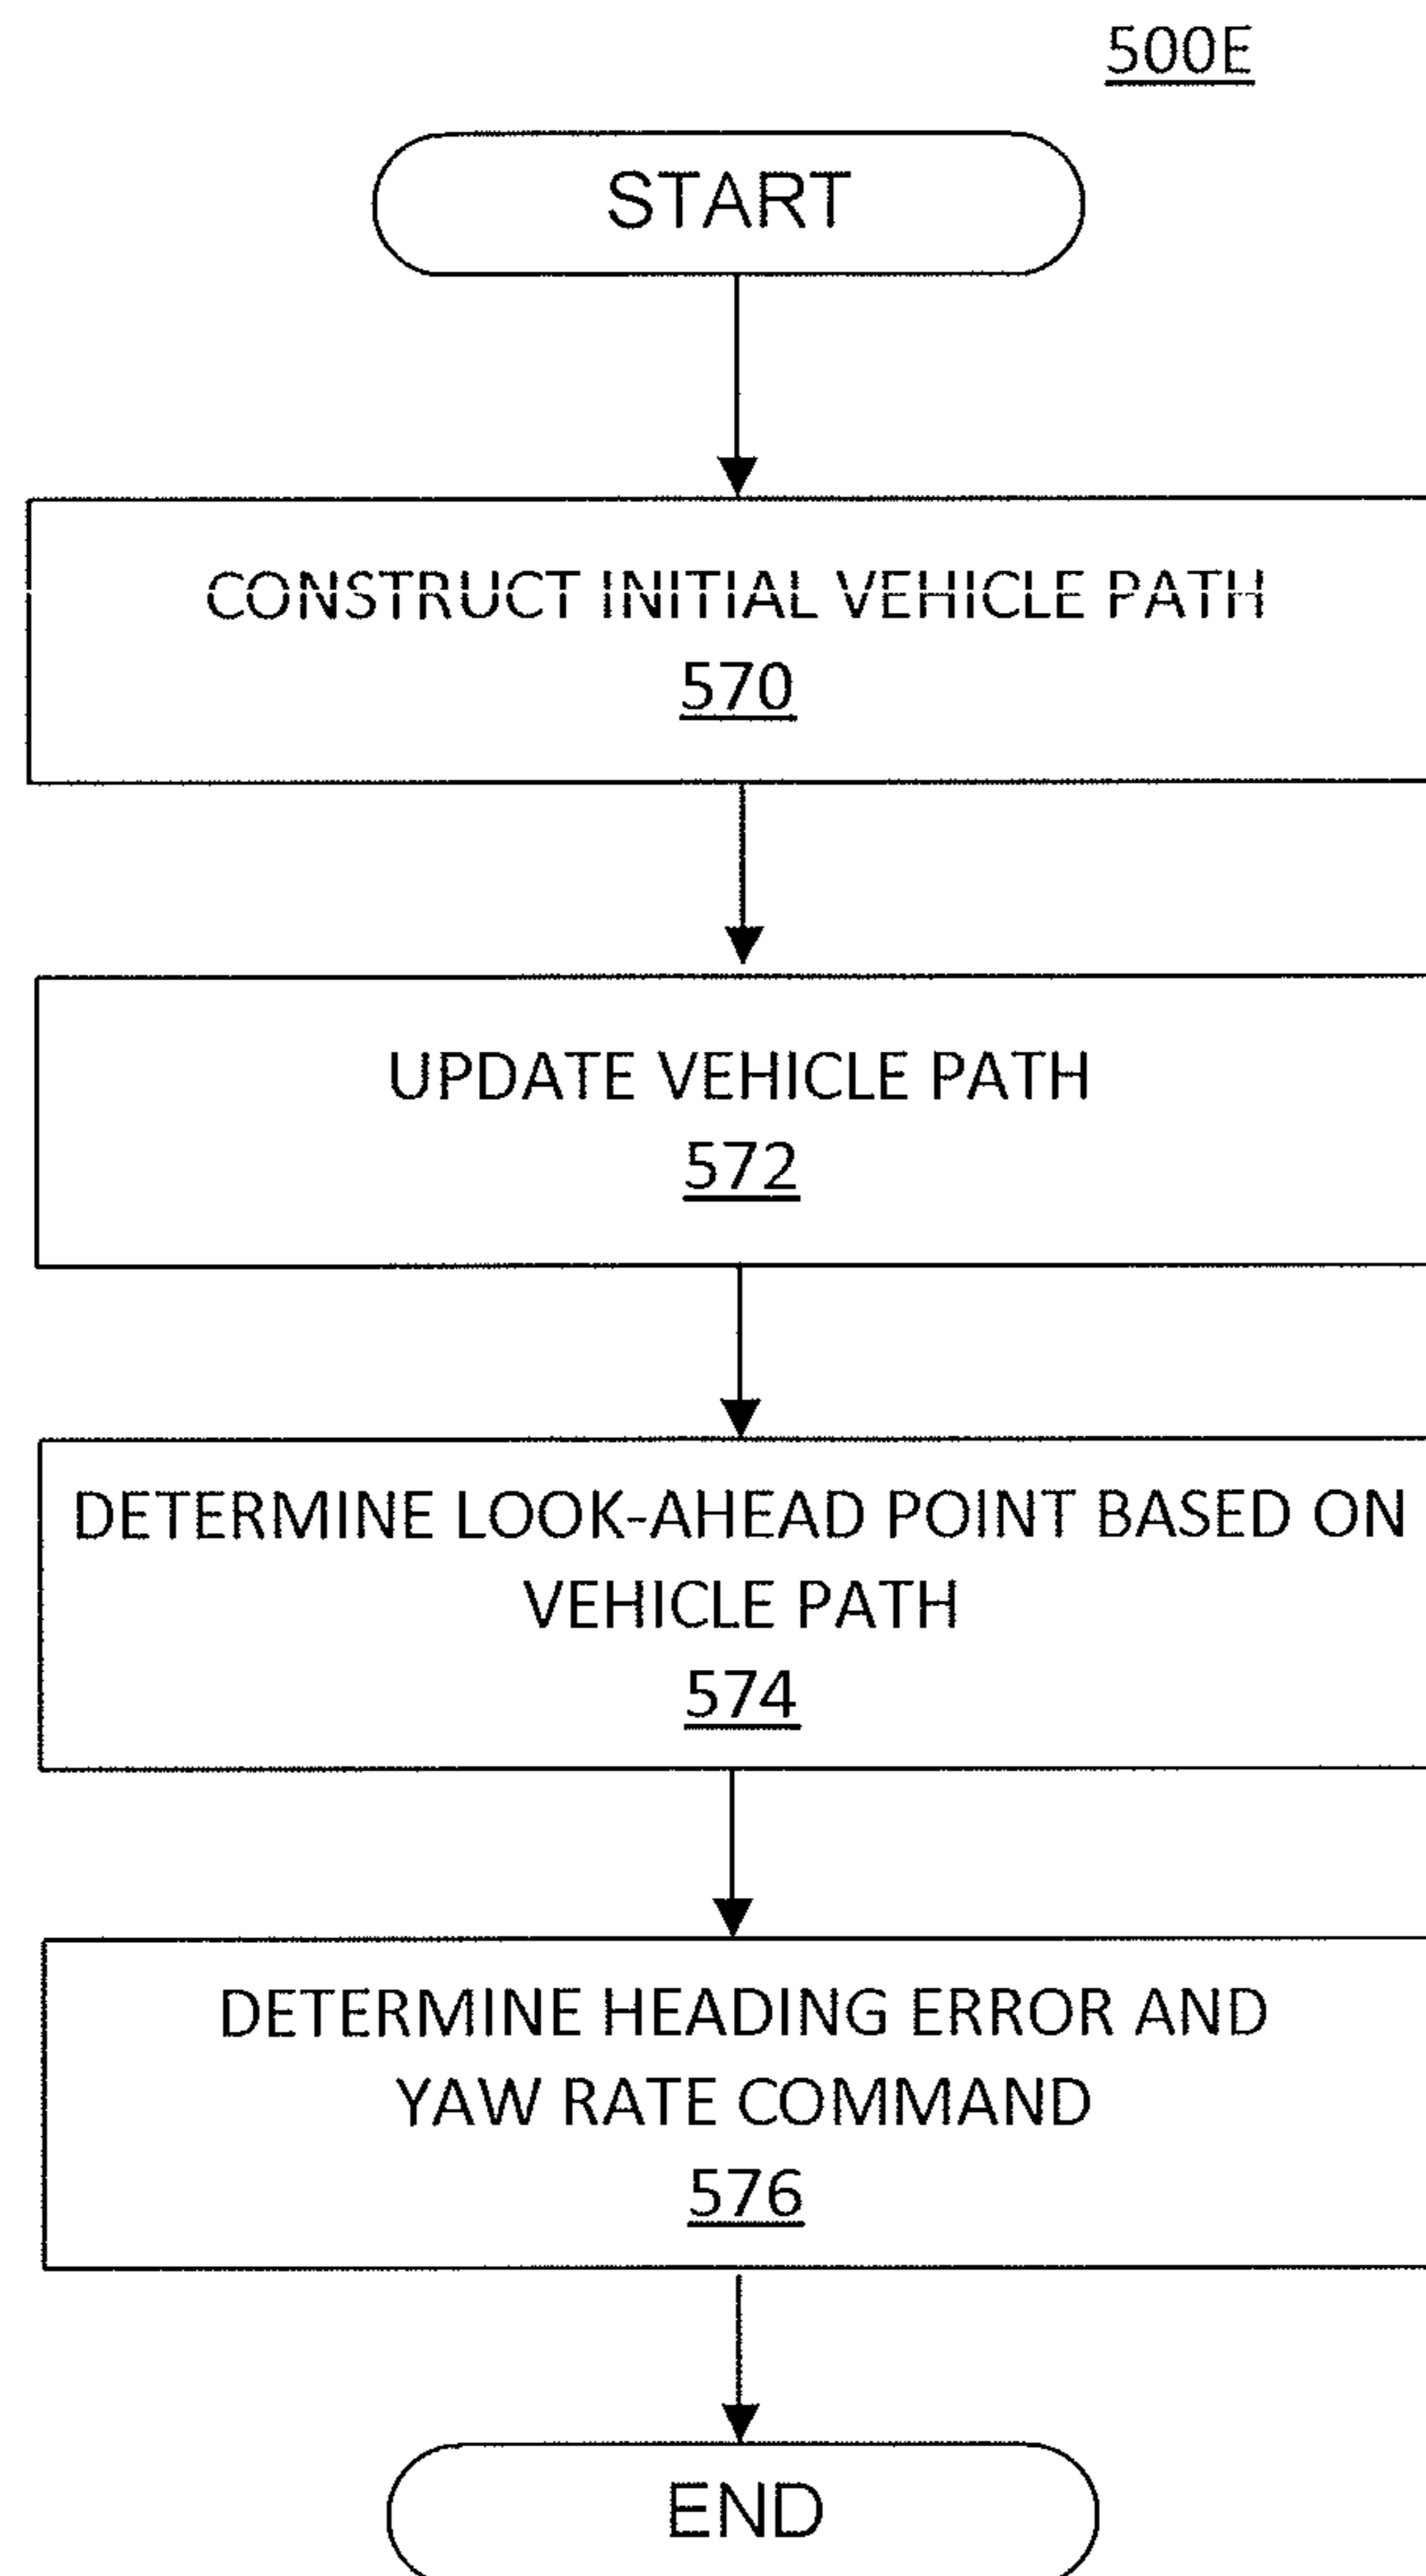 500E
START
CONSTRUCT INITIAL VEHICLE PATH
570
UPDATE VEHICLE PATH
572
DETERMINE LOOK-AHEAD POINT BASED ON
VEHICLE PATH
574
DETERMINE HEADING ERROR AND
YAW RATE COMMAND
576
END